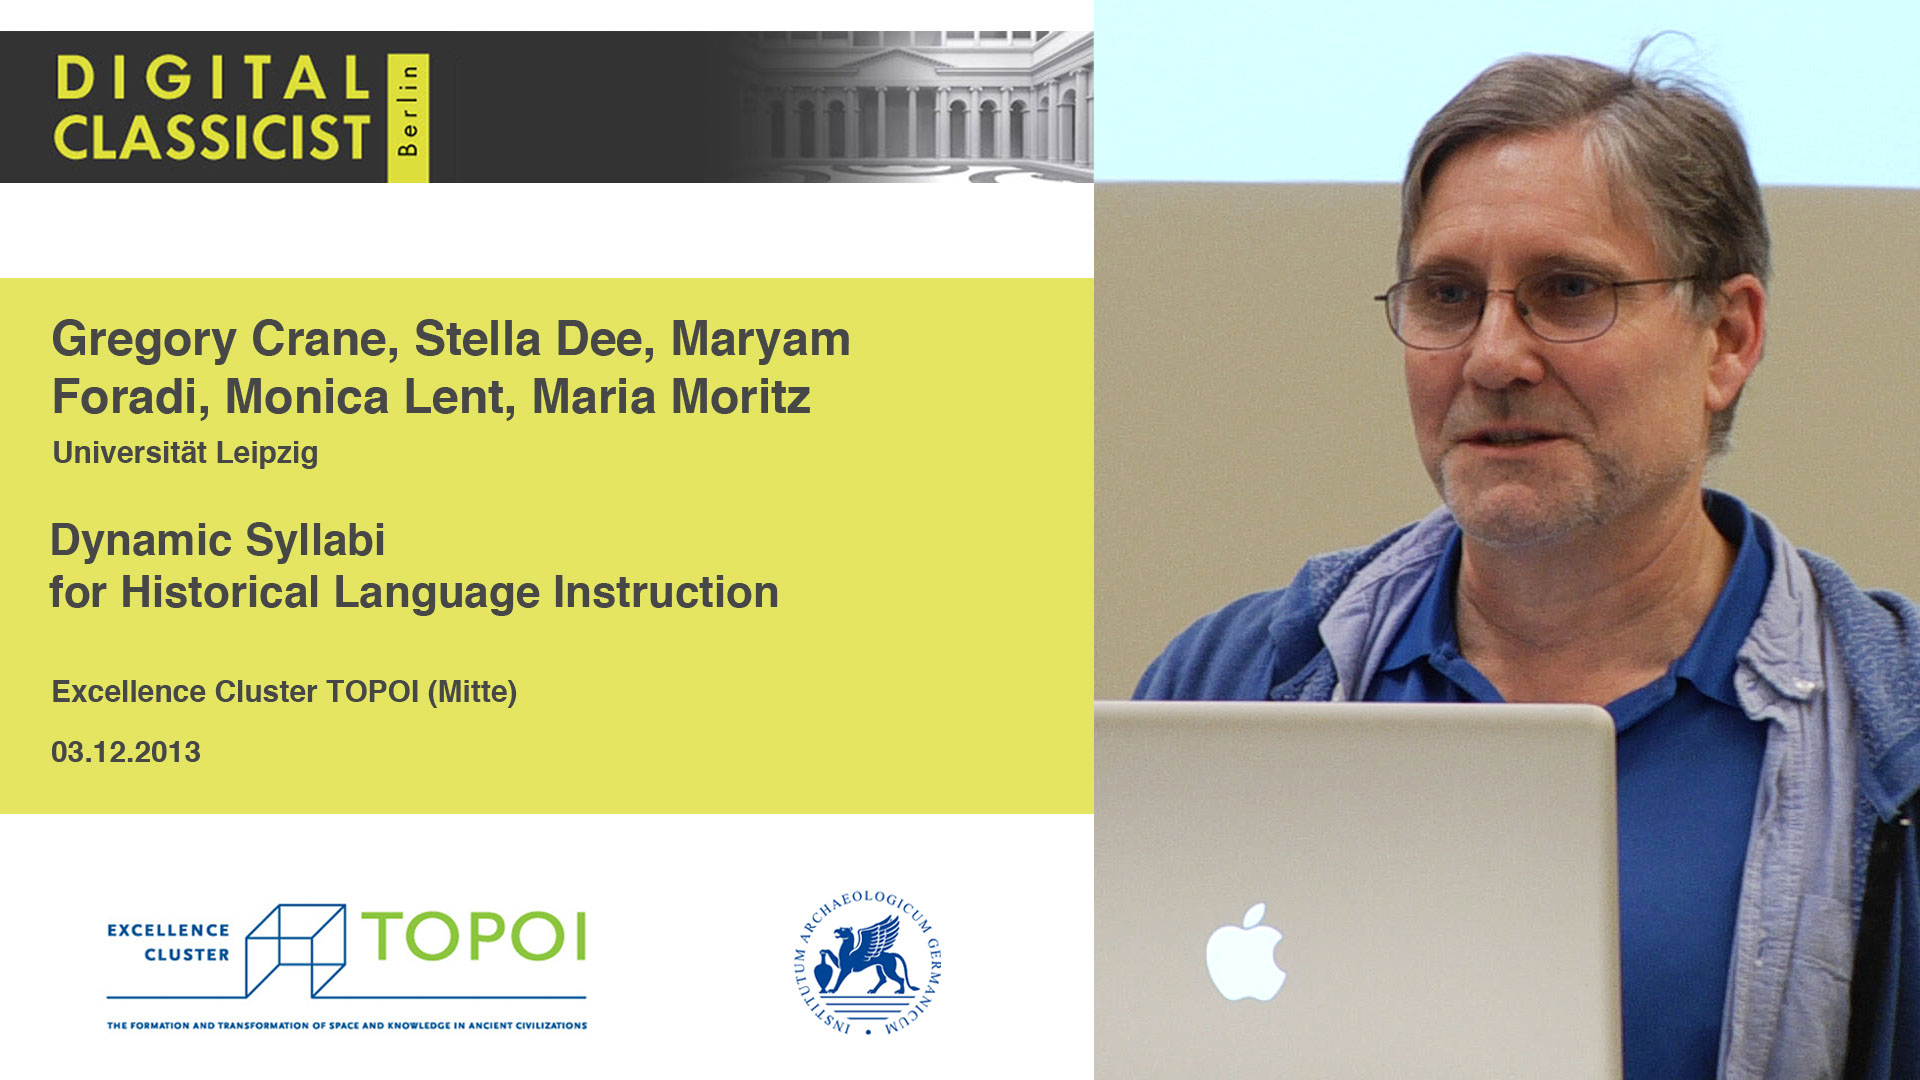 DIGITAL
CLASSICIST
Berlin
Gregory Crane, Stella Dee, Maryam
Foradi, Monica Lent, Maria Moritz
Universität Leipzig
Dynamic Syllabi
for Historical Language Instruction
Excellence Cluster TOPOI (Mitte)
03.12.2013
EXCELLENCE
CLUSTER
TOPOI
THE FORMATION AND TRANSFORMATION OF SPACE AND KNOWLEDGE IN ANCIENT CIVILIZATIONS
INSTITUTUM ARCHAEOLOGICUM GERMANICUM